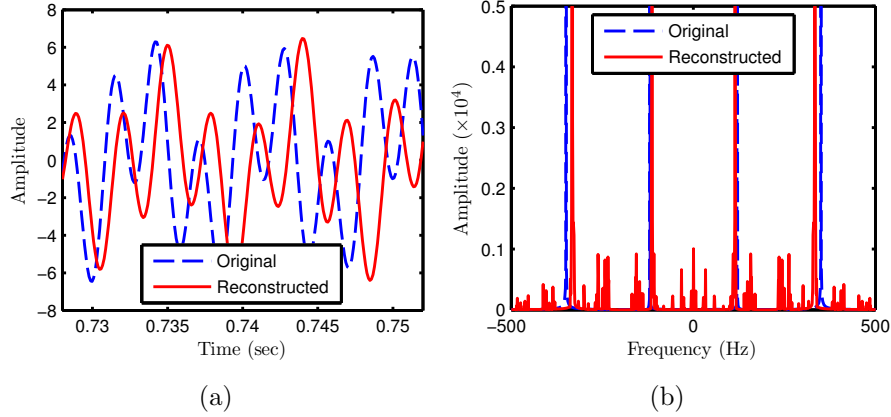 8
6
4
2
0
−2
−4
−6
−8
Amplitude
Original
Reconstructed
0.73
0.735
0.74
0.745
0.75
Time (sec)
(a)
0.5
0.4
0.3
0.2
0.1
0
Amplitude (×10⁴)
Original
Reconstructed
−500
0
500
Frequency (Hz)
(b)